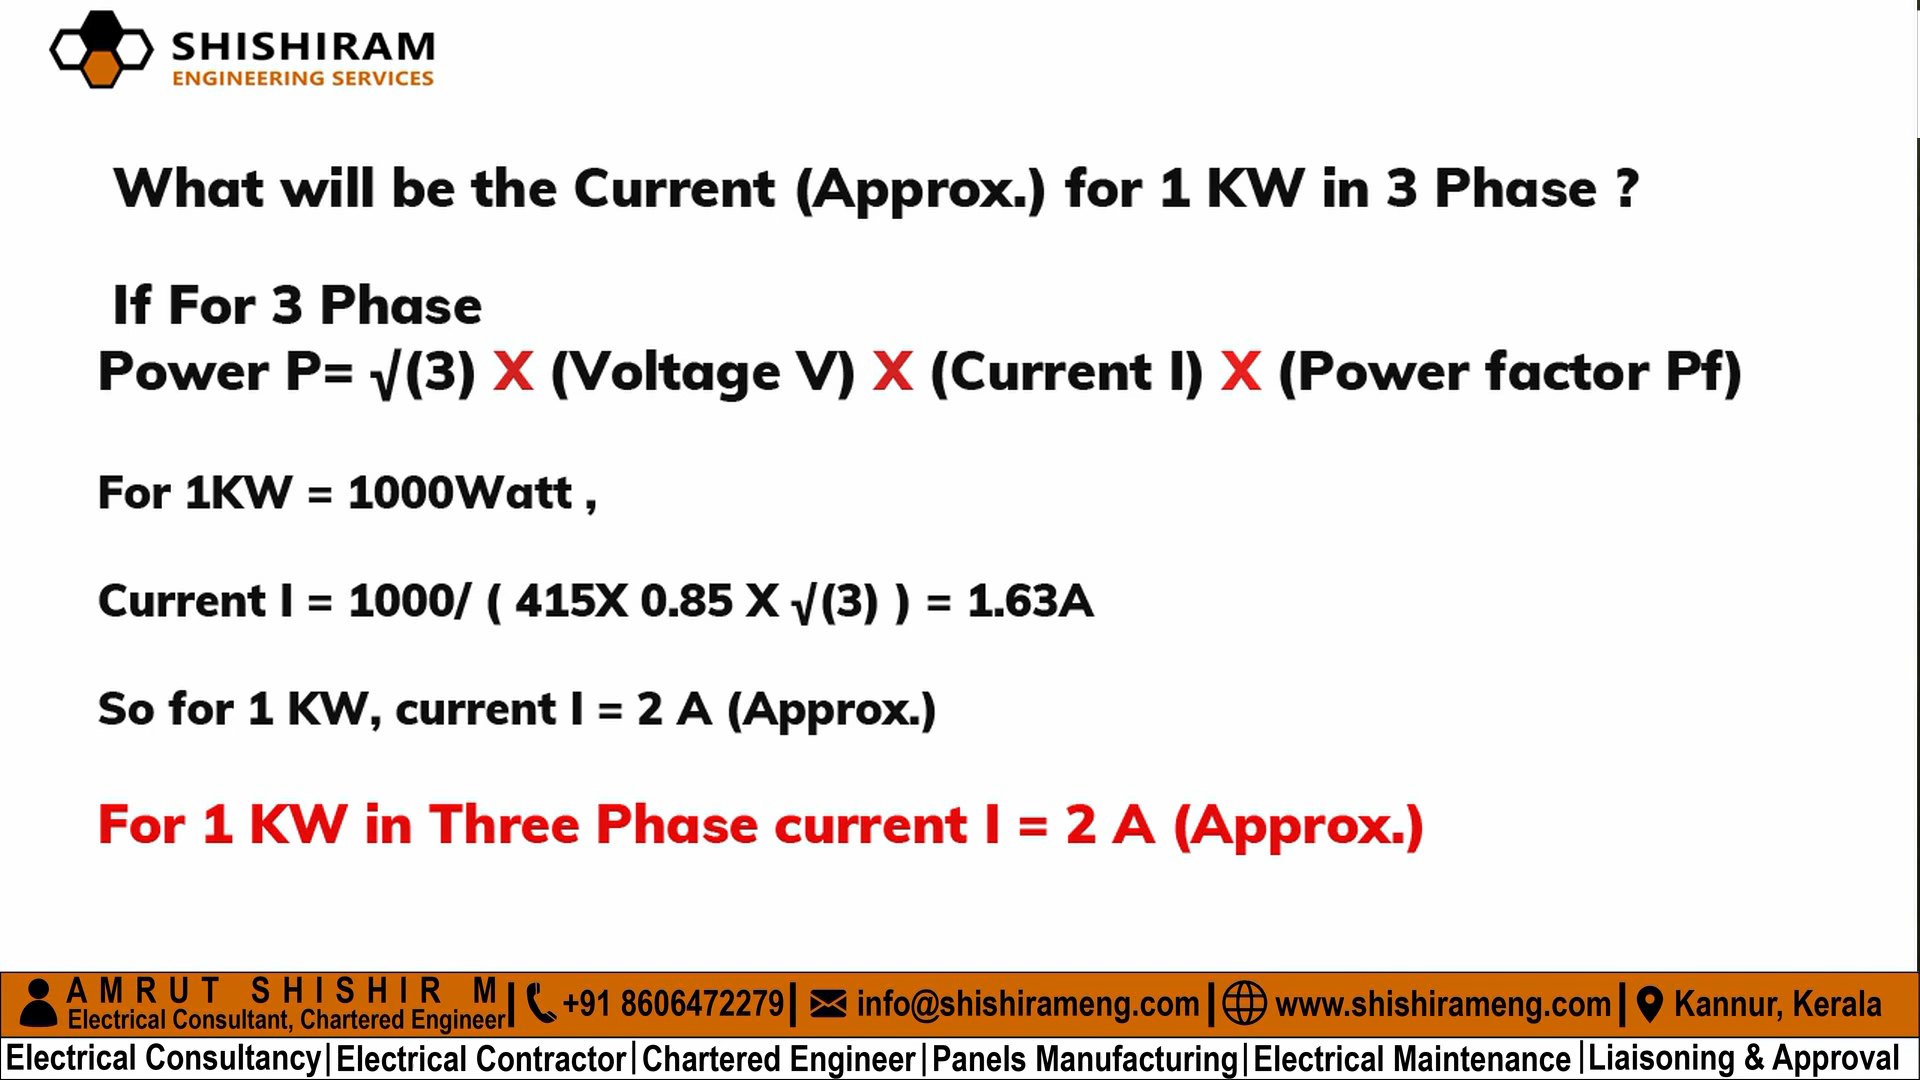 SHISHIRAM
ENGINEERING SERVICES
What will be the Current (Approx.) for 1 KW in 3 Phase ?
If For 3 Phase
Power P= √(3) X (Voltage V) X (Current I) X (Power factor Pf)
For 1KW = 1000Watt ,
Current I = 1000/ ( 415X 0.85 X √(3) ) = 1.63A
So for 1 KW, current I = 2 A (Approx.)
For 1 KW in Three Phase current I = 2 A (Approx.)
AMRUT SHISHIR M
Electrical Consultant, Chartered Engineer
+91 8606472279| info@shishirameng.com | www.shishirameng.com | Kannur, Kerala
Electrical Consultancy|Electrical Contractor|Chartered Engineer|Panels Manufacturing|Electrical Maintenance |Liaisoning & Approval